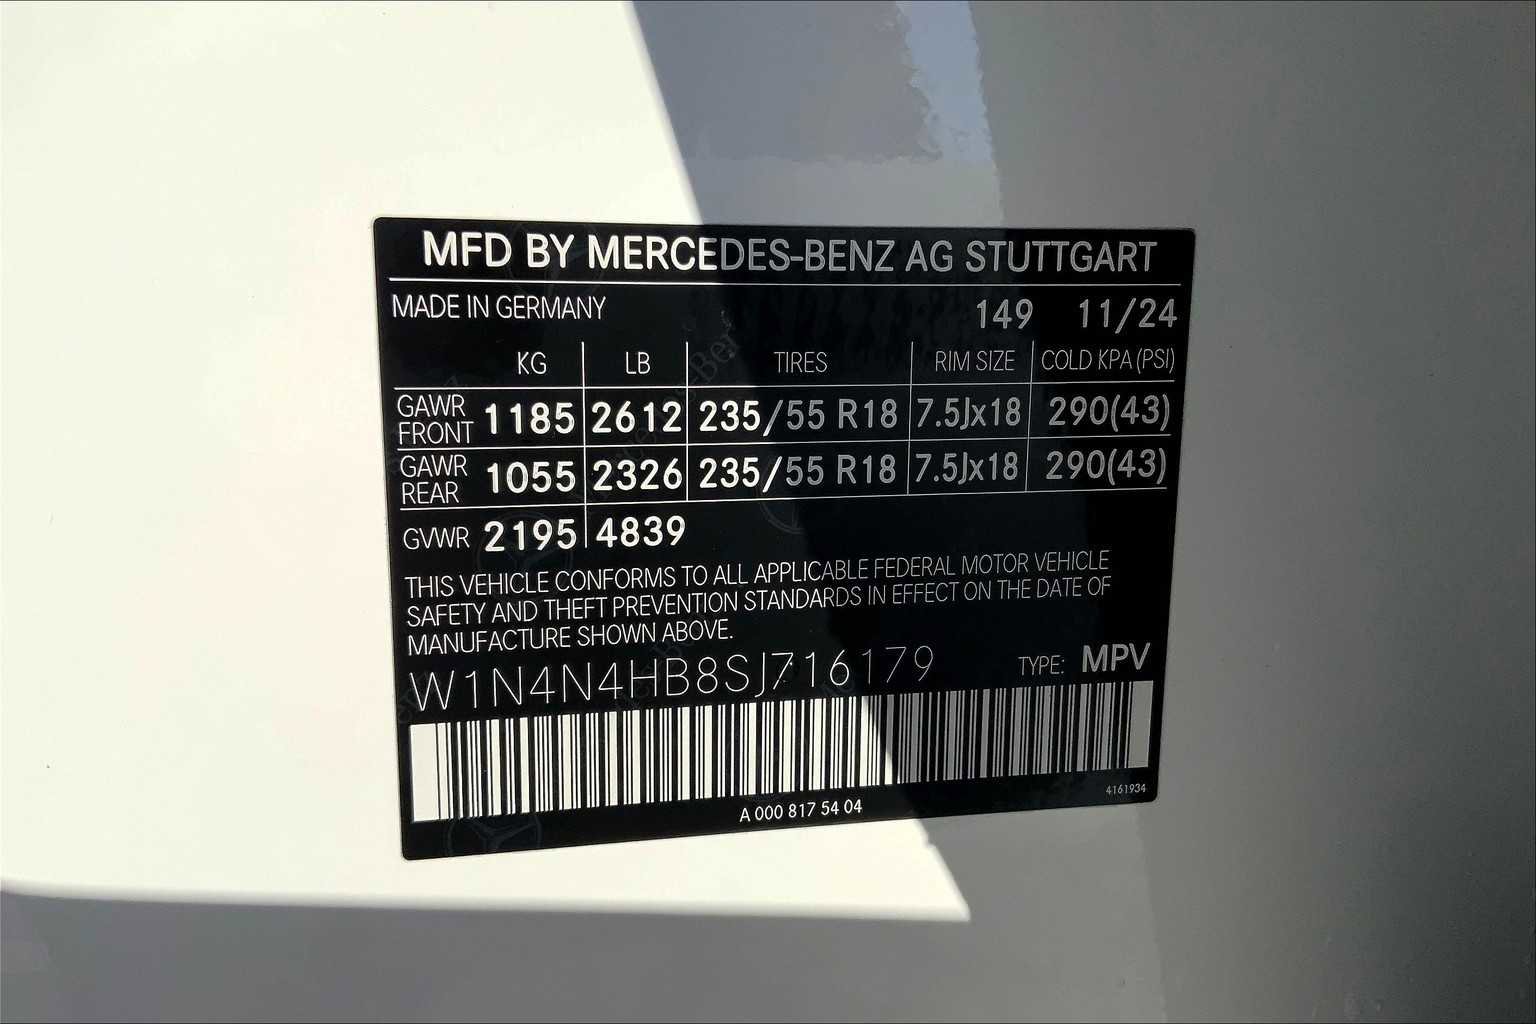 MFD BY MERCEDES-BENZ AG STUTTGART
MADE IN GERMANY 149 11/24
KG LB TIRES RIM SIZE COLD KPA (PSI)
GAWR FRONT 1185 2612 235/55 R18 7.5Jx18 290(43)
GAWR REAR 1055 2326 235/55 R18 7.5Jx18 290(43)
GVWR 2195 4839
THIS VEHICLE CONFORMS TO ALL APPLICABLE FEDERAL MOTOR VEHICLE
SAFETY AND THEFT PREVENTION STANDARDS IN EFFECT ON THE DATE OF
MANUFACTURE SHOWN ABOVE.
W1N4N4HB8SJ716179 TYPE: MPV
A 000 817 54 04
4161934